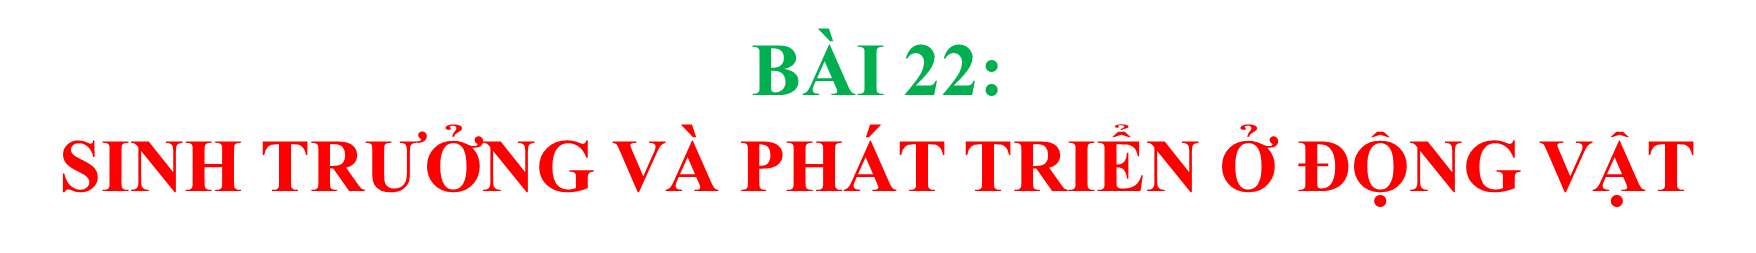 BÀI 22:
SINH TRƯỞNG VÀ PHÁT TRIỂN Ở ĐỘNG VẬT